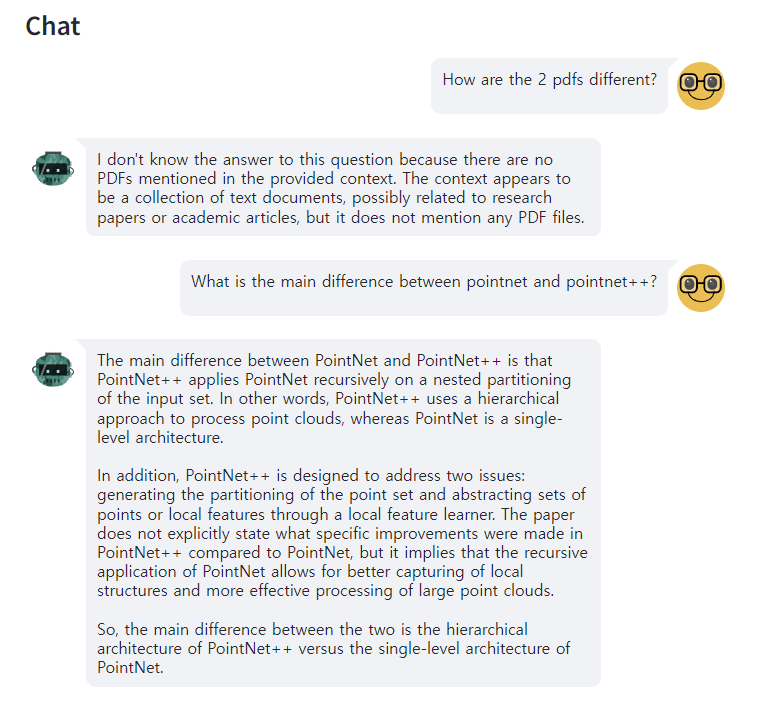 Chat
How are the 2 pdfs different?
I don't know the answer to this question because there are no
PDFs mentioned in the provided context. The context appears to
be a collection of text documents, possibly related to research
papers or academic articles, but it does not mention any PDF files.
What is the main difference between pointnet and pointnet++?
The main difference between PointNet and PointNet++ is that
PointNet++ applies PointNet recursively on a nested partitioning
of the input set. In other words, PointNet++ uses a hierarchical
approach to process point clouds, whereas PointNet is a single-
level architecture.
In addition, PointNet++ is designed to address two issues:
generating the partitioning of the point set and abstracting sets of
points or local features through a local feature learner. The paper
does not explicitly state what specific improvements were made in
PointNet++ compared to PointNet, but it implies that the recursive
application of PointNet allows for better capturing of local
structures and more effective processing of large point clouds.
So, the main difference between the two is the hierarchical
architecture of PointNet++ versus the single-level architecture of
PointNet.